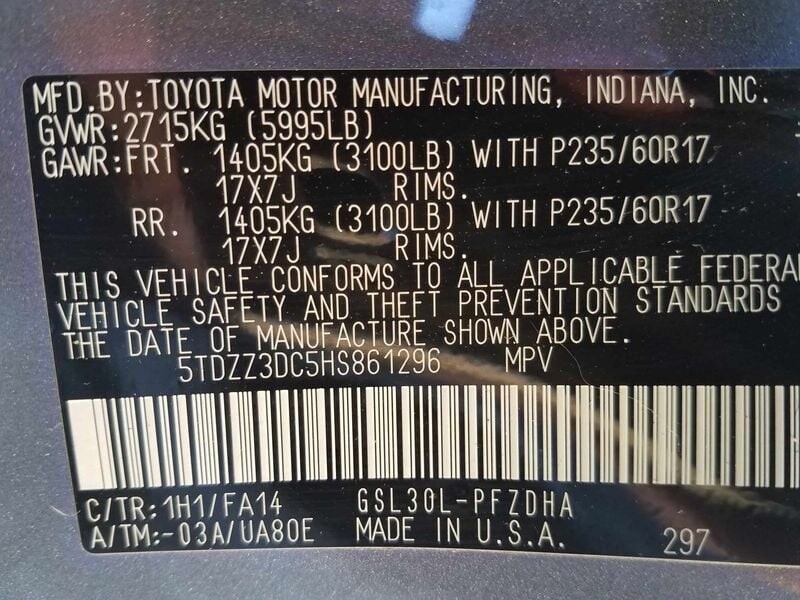 MFD.BY:TOYOTA MOTOR MANUFACTURING, INDIANA, INC.
GVWR:2715KG (5995LB)
GAWR:FRT. 1405KG (3100LB) WITH P235/60R17
17X7J RIMS.
RR. 1405KG (3100LB) WITH P235/60R17
17X7J RIMS.
THIS VEHICLE CONFORMS TO ALL APPLICABLE FEDERA
VEHICLE SAFETY AND THEFT PREVENTION STANDARDS
THE DATE OF MANUFACTURE SHOWN ABOVE.
5TDZZ3DC5HS861296 MPV
C/TR:1H1/FA14 GSL30L-PFZDHA
A/TM:-03A/UA80E MADE IN U.S.A. 297